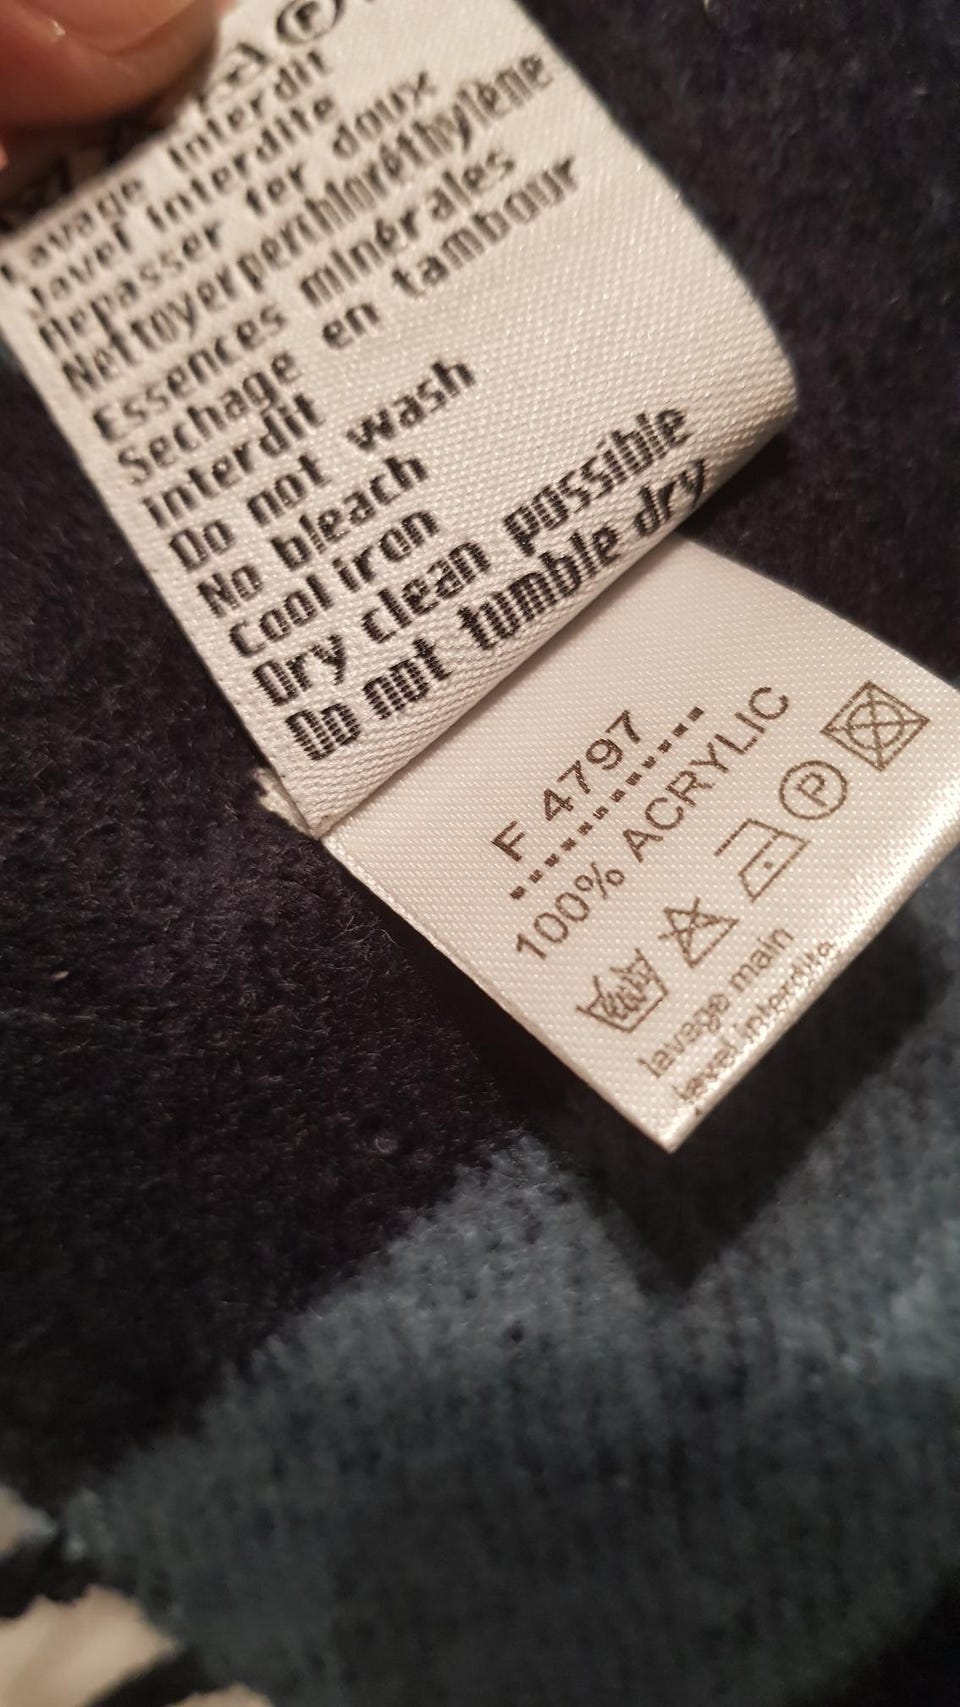 F
Lavage Interdit
Javel Interdite
Repasser fer doux
Nettoyer perchloréthylène
Essences minérales
Sechage en tambour
interdit
Do not wash
No bleach
Cool iron
Dry clean possible
Do not tumble dry
F 4797
100% ACRYLIC
P
lavage main
javel interdite